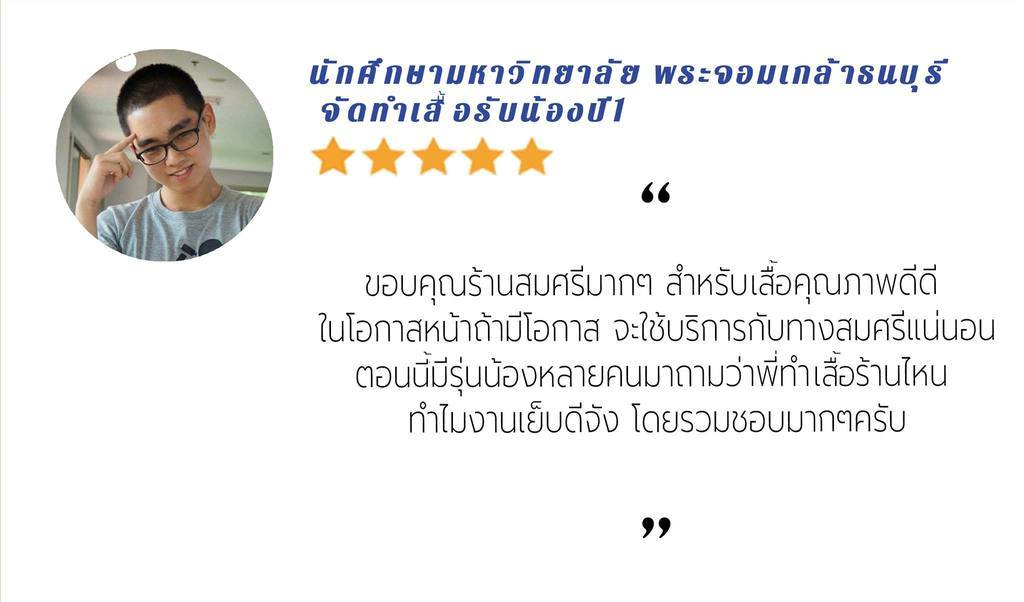 นักศึกษามหาวิทยาลัย พระจอมเกล้าธนบุรี
จัดทำเสื้อรับน้องปี1
“
ขอบคุณร้านสมศรีมากๆ สำหรับเสื้อคุณภาพดีดี
ในโอกาสหน้าถ้ามีโอกาส จะใช้บริการกับทางสมศรีแน่นอน
ตอนนี้มีรุ่นน้องหลายคนมาถามว่าพี่ทำเสื้อร้านไหน
ทำไมงานเย็บดีจัง โดยรวมชอบมากๆครับ
”